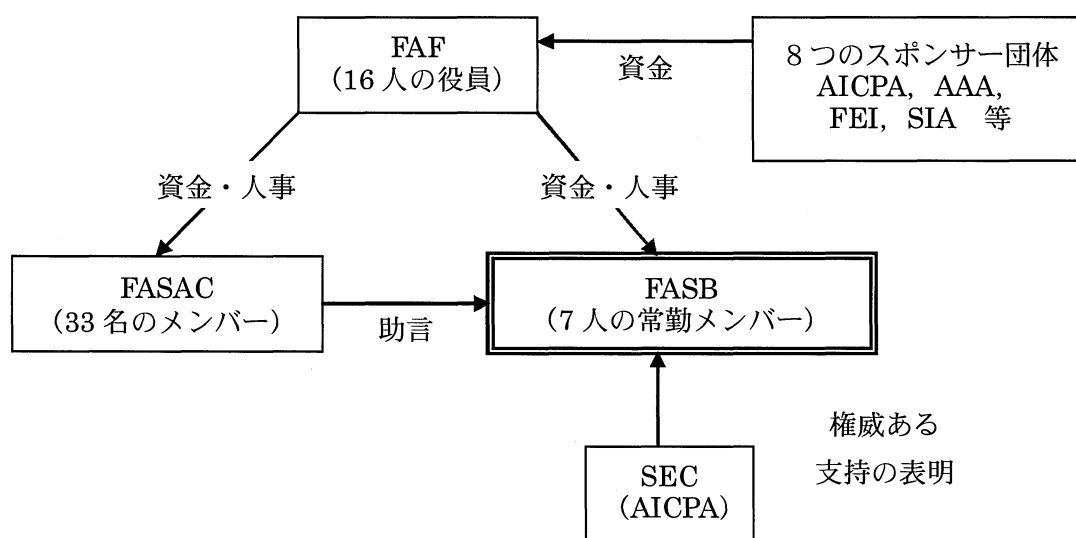 FAF
(16人の役員)
資金
8つのスポンサー団体
AICPA, AAA,
FEI, SIA 等
資金・人事
資金・人事
FASAC
(33名のメンバー)
助言
FASB
(7人の常勤メンバー)
権威ある
支持の表明
SEC
(AICPA)